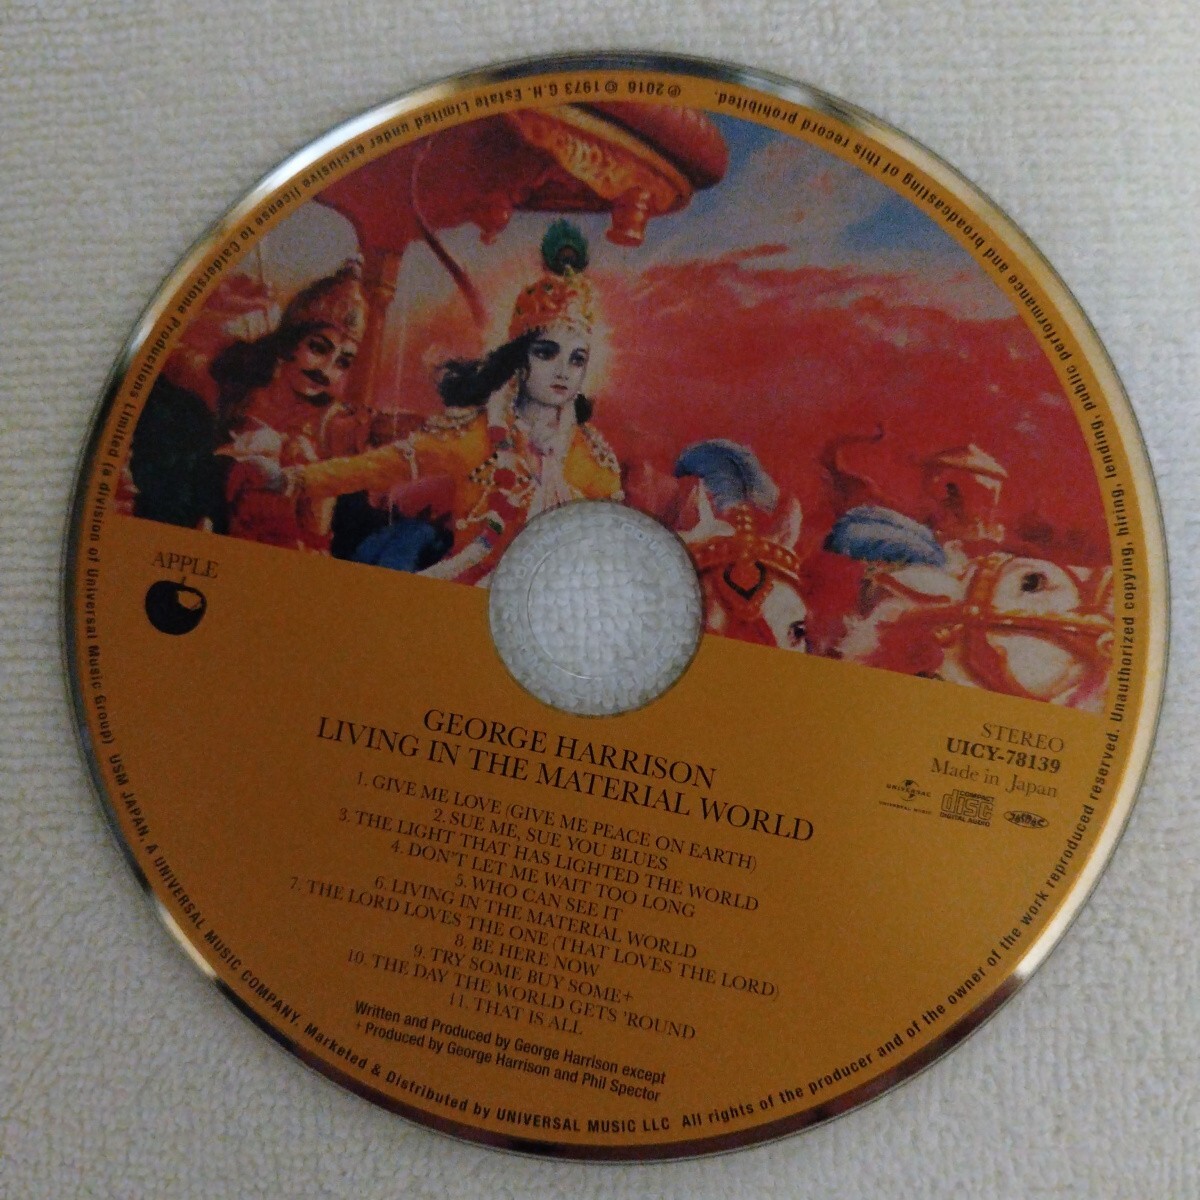 APPLE
GEORGE HARRISON
LIVING IN THE MATERIAL WORLD
1. GIVE ME LOVE (GIVE ME PEACE ON EARTH)
2. SUE ME, SUE YOU BLUES
3. THE LIGHT THAT HAS LIGHTED THE WORLD
4. DON'T LET ME WAIT TOO LONG
5. WHO CAN SEE IT
6. LIVING IN THE MATERIAL WORLD
7. THE LORD LOVES THE ONE (THAT LOVES THE LORD)
8. BE HERE NOW
9. TRY SOME BUY SOME+
10. THE DAY THE WORLD GETS 'ROUND
11. THAT IS ALL
Written and Produced by George Harrison except
+ Produced by George Harrison and Phil Spector
STEREO
UICY-78139
Made in Japan
UNIVERSAL
UNIVERSAL MUSIC
COMPACT
disc
DIGITAL AUDIO
℗ 2016 © 1973 G.H. Estate Limited under exclusive license to Calderstone Productions Limited (a division of Universal Music Group) USM JAPAN, A UNIVERSAL MUSIC COMPANY. Marketed & Distributed by UNIVERSAL MUSIC LLC All rights of the producer and of the owner of the work reproduced reserved. Unauthorized copying, hiring, lending, public performance and broadcasting of this record prohibited.